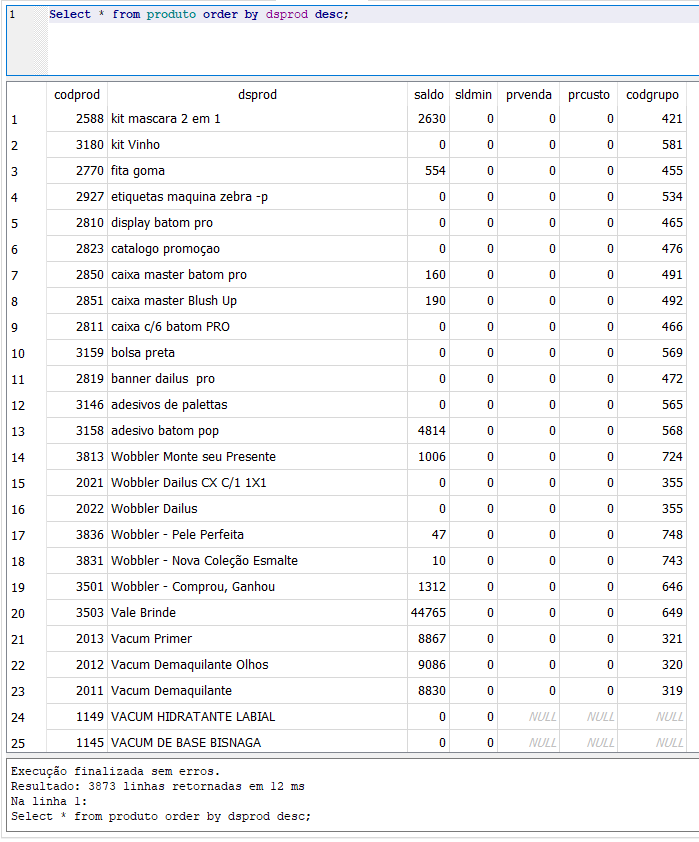 1 Select * from produto order by dsprod desc;
codprod dsprod saldo sldmin prvenda prcusto codgrupo
1 2588 kit mascara 2 em 1 2630 0 0 0 421
2 3180 kit Vinho 0 0 0 0 581
3 2770 fita goma 554 0 0 0 455
4 2927 etiquetas maquina zebra -p 0 0 0 0 534
5 2810 display batom pro 0 0 0 0 465
6 2823 catalogo promoçao 0 0 0 0 476
7 2850 caixa master batom pro 160 0 0 0 491
8 2851 caixa master Blush Up 190 0 0 0 492
9 2811 caixa c/6 batom PRO 0 0 0 0 466
10 3159 bolsa preta 0 0 0 0 569
11 2819 banner dailus  pro 0 0 0 0 472
12 3146 adesivos de palettas 0 0 0 0 565
13 3158 adesivo batom pop 4814 0 0 0 568
14 3813 Wobbler Monte seu Presente 1006 0 0 0 724
15 2021 Wobbler Dailus CX C/1 1X1 0 0 0 0 355
16 2022 Wobbler Dailus 0 0 0 0 355
17 3836 Wobbler - Pele Perfeita 47 0 0 0 748
18 3831 Wobbler - Nova Coleção Esmalte 10 0 0 0 743
19 3501 Wobbler - Comprou, Ganhou 1312 0 0 0 646
20 3503 Vale Brinde 44765 0 0 0 649
21 2013 Vacum Primer 8867 0 0 0 321
22 2012 Vacum Demaquilante Olhos 9086 0 0 0 320
23 2011 Vacum Demaquilante 8830 0 0 0 319
24 1149 VACUM HIDRATANTE LABIAL 0 0 NULL NULL NULL
25 1145 VACUM DE BASE BISNAGA 0 0 NULL NULL NULL
Execução finalizada sem erros.
Resultado: 3873 linhas retornadas em 12 ms
Na linha 1:
Select * from produto order by dsprod desc;